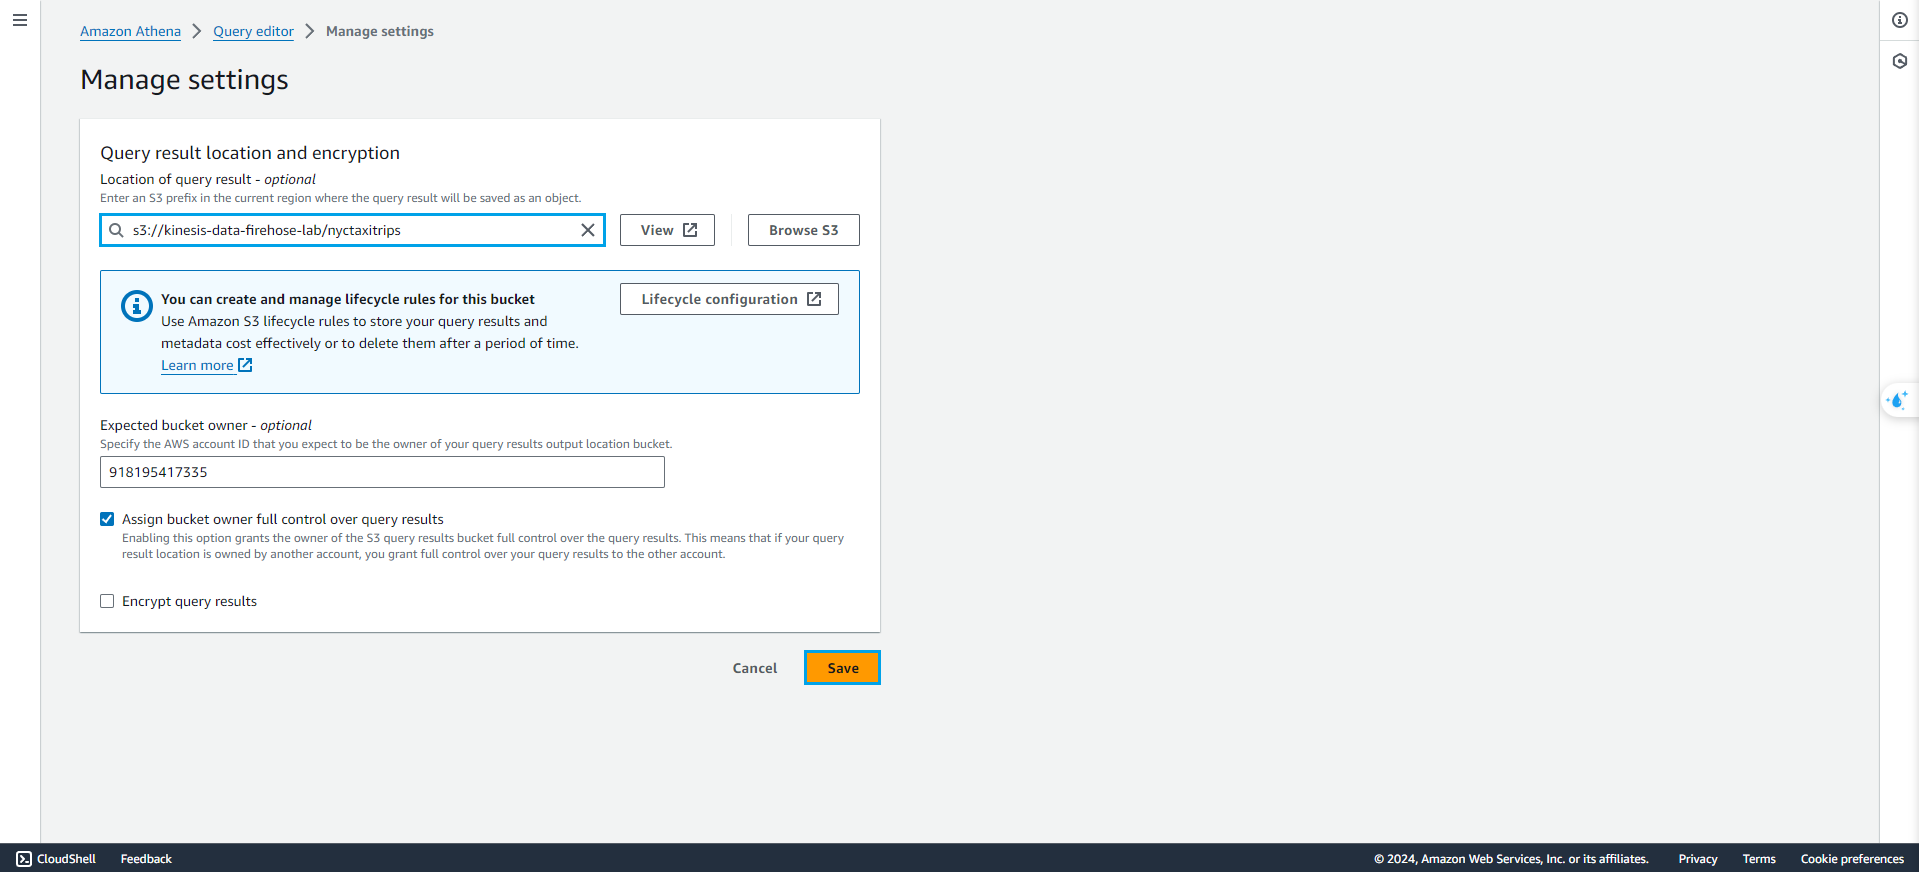 Amazon Athena > Query editor > Manage settings
Manage settings
Query result location and encryption
Location of query result - optional
Enter an S3 prefix in the current region where the query result will be saved as an object.
s3://kinesis-data-firehose-lab/nyctaxitrips
View
Browse S3
You can create and manage lifecycle rules for this bucket
Lifecycle configuration
Use Amazon S3 lifecycle rules to store your query results and
metadata cost effectively or to delete them after a period of time.
Learn more
Expected bucket owner - optional
Specify the AWS account ID that you expect to be the owner of your query results output location bucket.
918195417335
Assign bucket owner full control over query results
Enabling this option grants the owner of the S3 query results bucket full control over the query results. This means that if your query
result location is owned by another account, you grant full control over your query results to the other account.
Encrypt query results
Cancel
Save
CloudShell
Feedback
© 2024, Amazon Web Services, Inc. or its affiliates.
Privacy
Terms
Cookie preferences